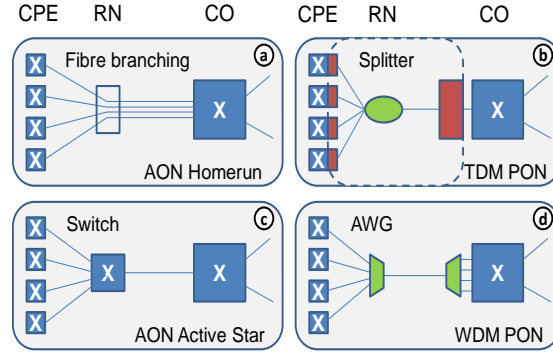 CPE RN CO CPE RN CO
Fibre branching a
X
X
X
X
X
AON Homerun
Splitter b
X
X
X
X
X
TDM PON
Switch c
X
X
X
X
X
X
AON Active Star
AWG d
X
X
X
X
X
WDM PON